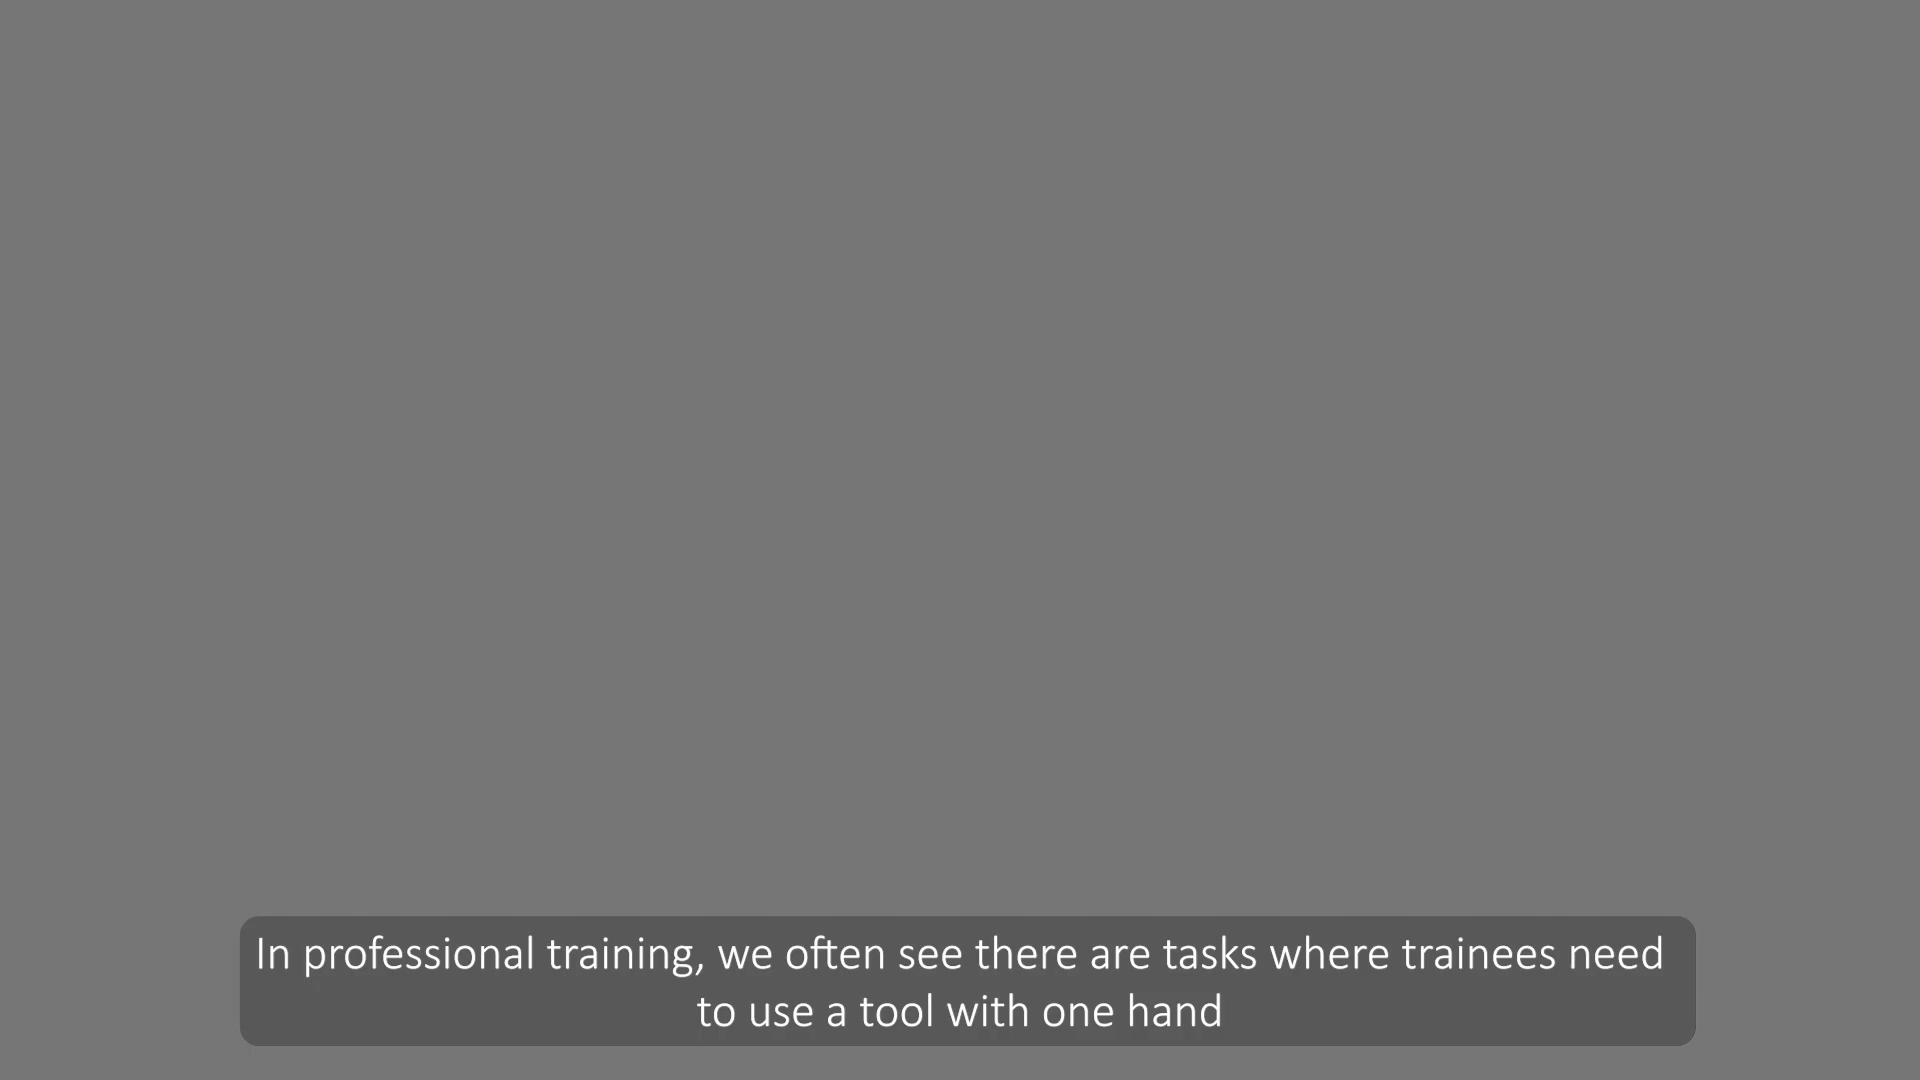 In professional training, we often see there are tasks where trainees need
to use a tool with one hand